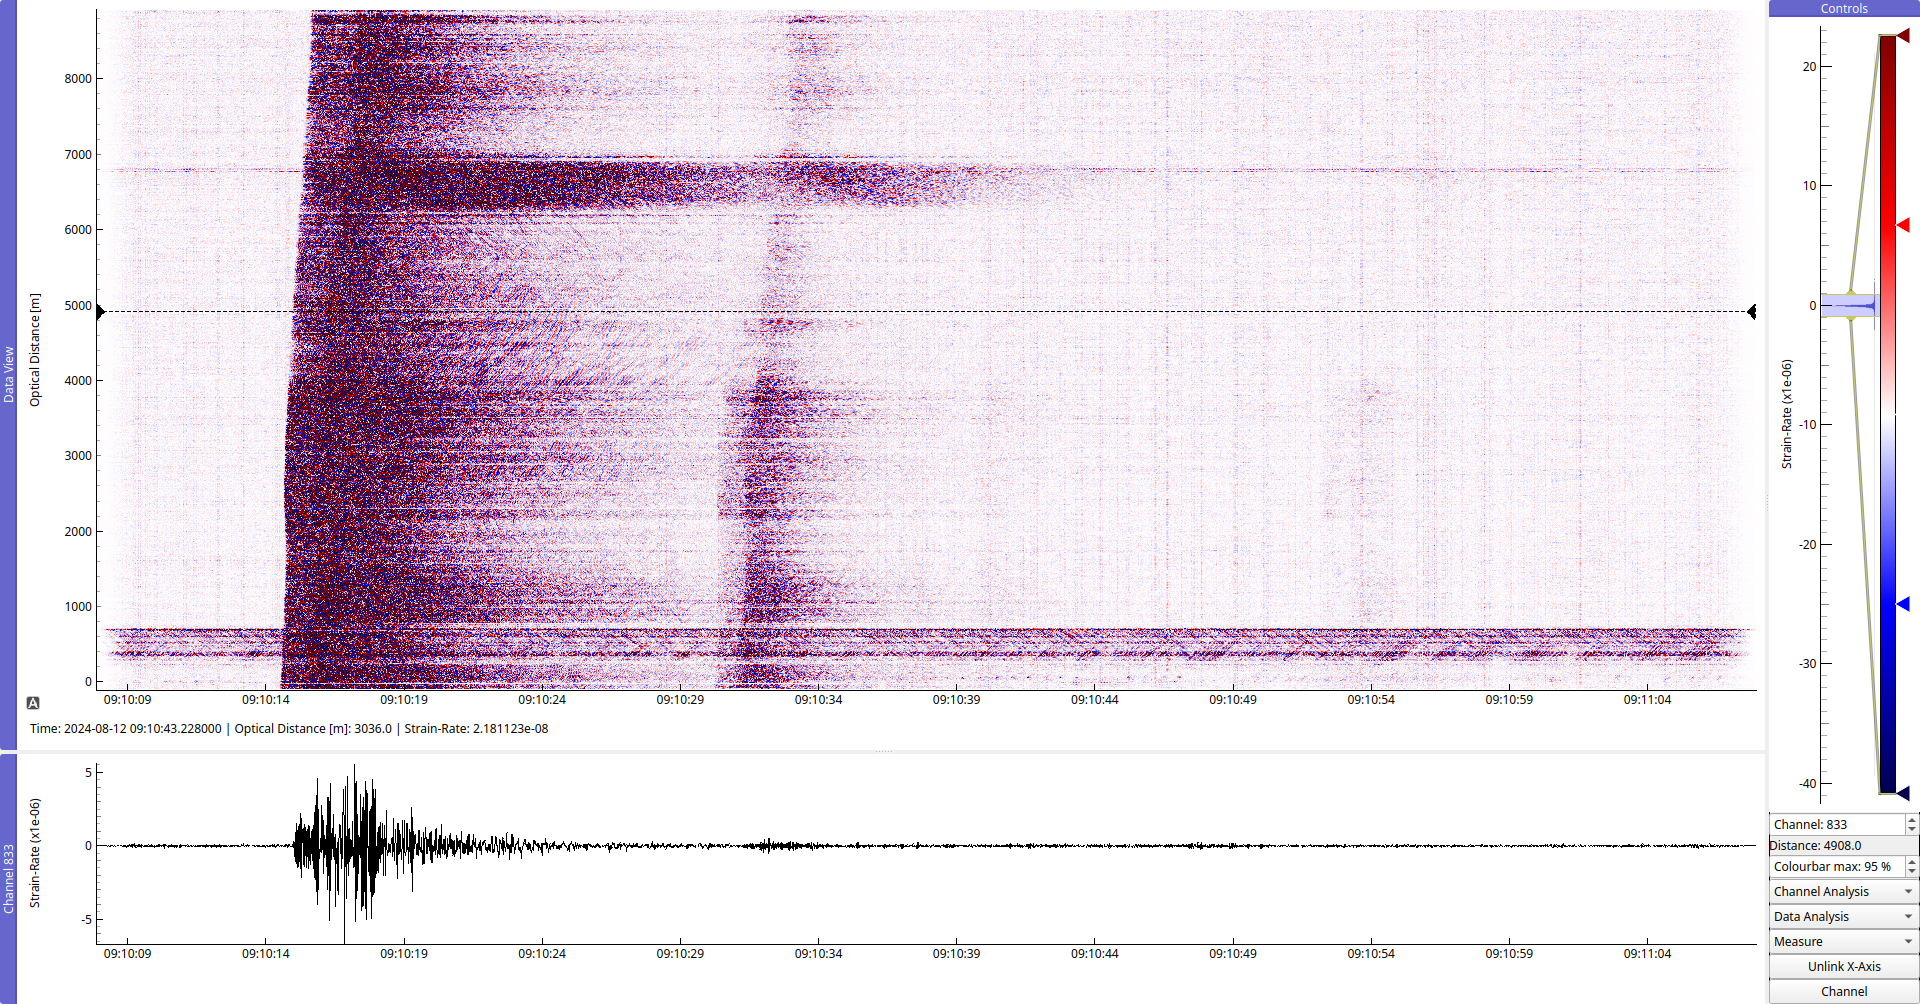 Controls
Data View
Optical Distance [m]
8000
7000
6000
5000
4000
3000
2000
1000
0
09:10:09 09:10:14 09:10:19 09:10:24 09:10:29 09:10:34 09:10:39 09:10:44 09:10:49 09:10:54 09:10:59 09:11:04
A
Time: 2024-08-12 09:10:43.228000 | Optical Distance [m]: 3036.0 | Strain-Rate: 2.181123e-08
Channel 833
Strain-Rate (x1e-06)
5
0
-5
09:10:09 09:10:14 09:10:19 09:10:24 09:10:29 09:10:34 09:10:39 09:10:44 09:10:49 09:10:54 09:10:59 09:11:04
Strain-Rate (x1e-06)
20
10
0
-10
-20
-30
-40
Channel: 833
Distance: 4908.0
Colourbar max: 95 %
Channel Analysis
Data Analysis
Measure
Unlink X-Axis
Channel